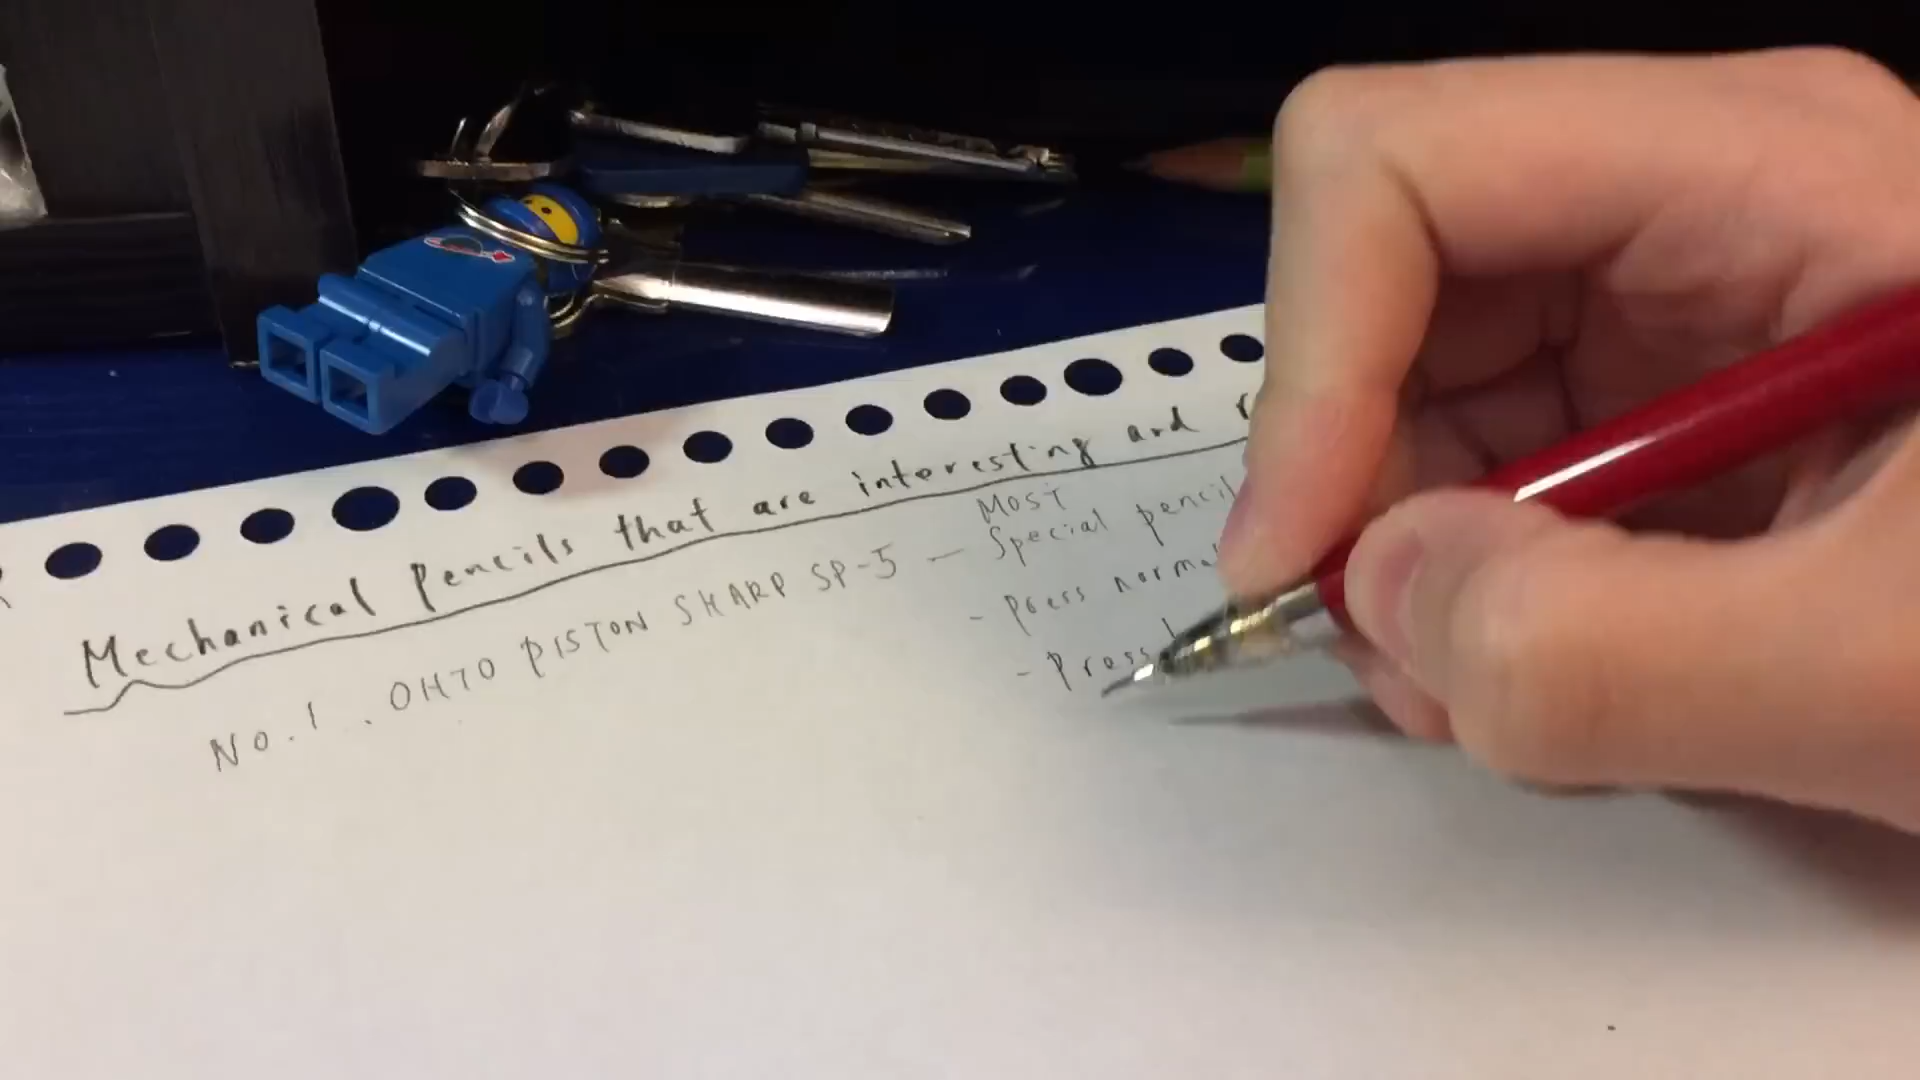 Mechanical Pencils that are interesting and
No.1. OHTO PISTON SHARP SP-5 — MOST Special pencil
- Press normal
- Press